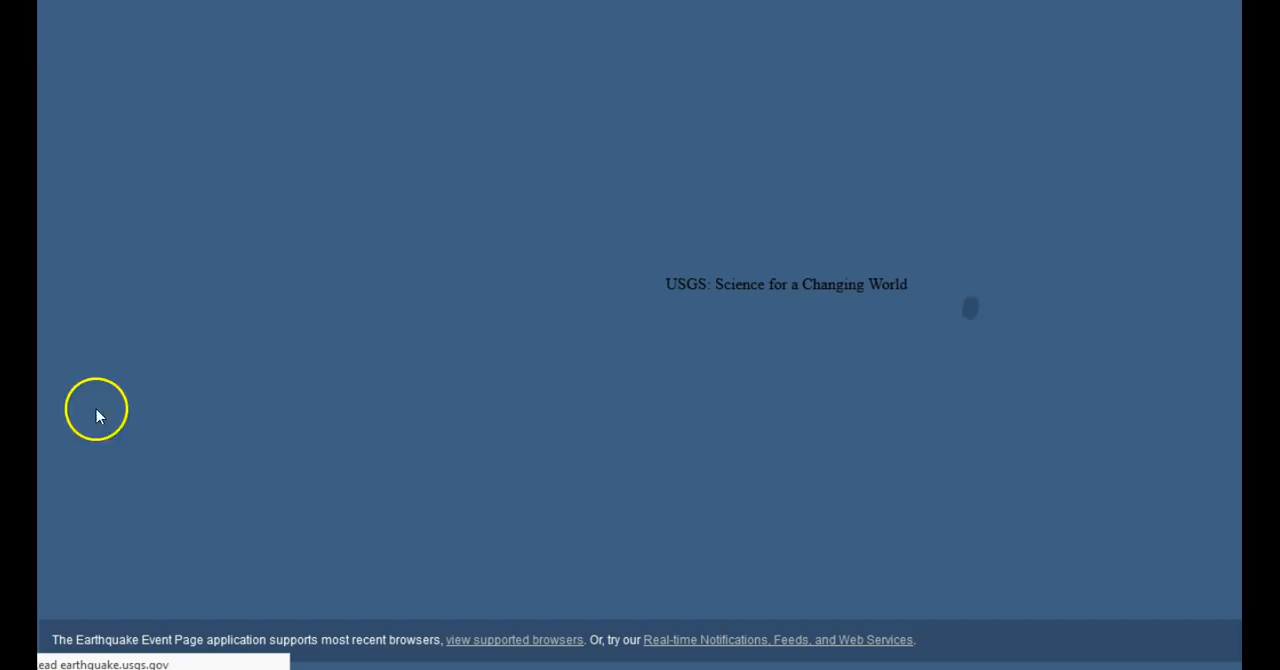 USGS: Science for a Changing World
The Earthquake Event Page application supports most recent browsers, view supported browsers. Or, try our Real-time Notifications, Feeds, and Web Services.
ead earthquake.usgs.gov